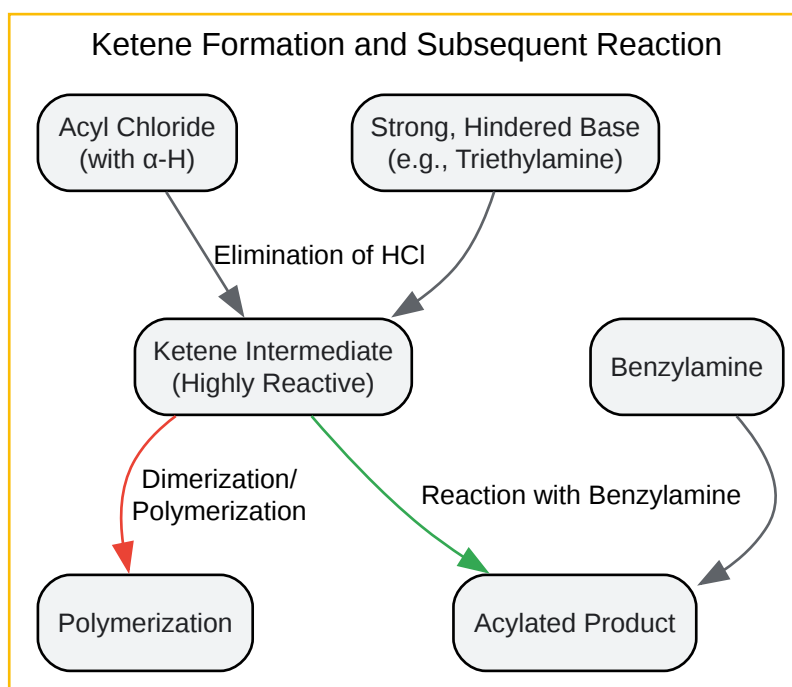 Ketene Formation and Subsequent Reaction
Acyl Chloride
(with α-H)
Strong, Hindered Base
(e.g., Triethylamine)
Elimination of HCl
Ketene Intermediate
(Highly Reactive)
Benzylamine
Dimerization/
Polymerization
Reaction with Benzylamine
Polymerization
Acylated Product